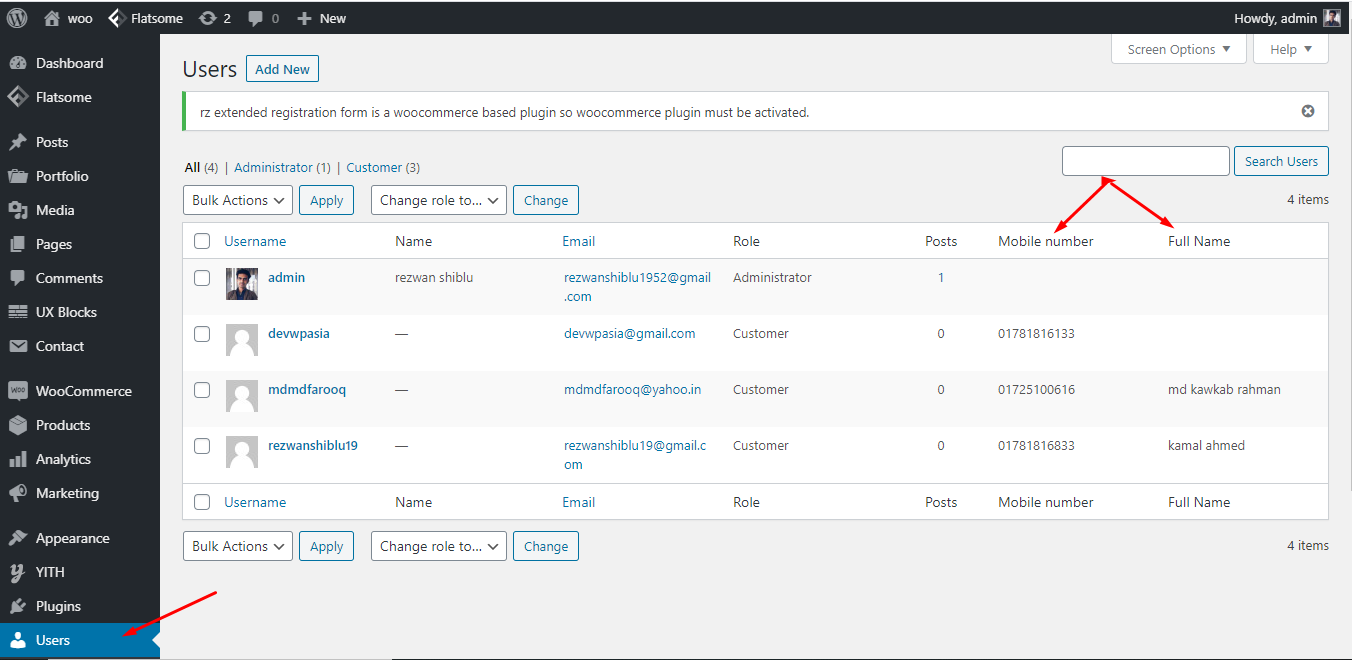 woo Flatsome 2 0 New Howdy, admin
Dashboard
Flatsome
Posts
Portfolio
Media
Pages
Comments
UX Blocks
Contact
WooCommerce
Products
Analytics
Marketing
Appearance
YITH
Plugins
Users
Screen Options Help
Users Add New
rz extended registration form is a woocommerce based plugin so woocommerce plugin must be activated.
All (4) | Administrator (1) | Customer (3)
Search Users
Bulk Actions Apply Change role to... Change 4 items
Username Name Email Role Posts Mobile number Full Name
admin rezwan shiblu rezwanshiblu1952@gmail Administrator 1
.com
devwpasia — devwpasia@gmail.com Customer 0 01781816133
mdmdfarooq — mdmdfarooq@yahoo.in Customer 0 01725100616 md kawkab rahman
rezwanshiblu19 — rezwanshiblu19@gmail.c Customer 0 01781816833 kamal ahmed
om
Username Name Email Role Posts Mobile number Full Name
Bulk Actions Apply Change role to... Change 4 items